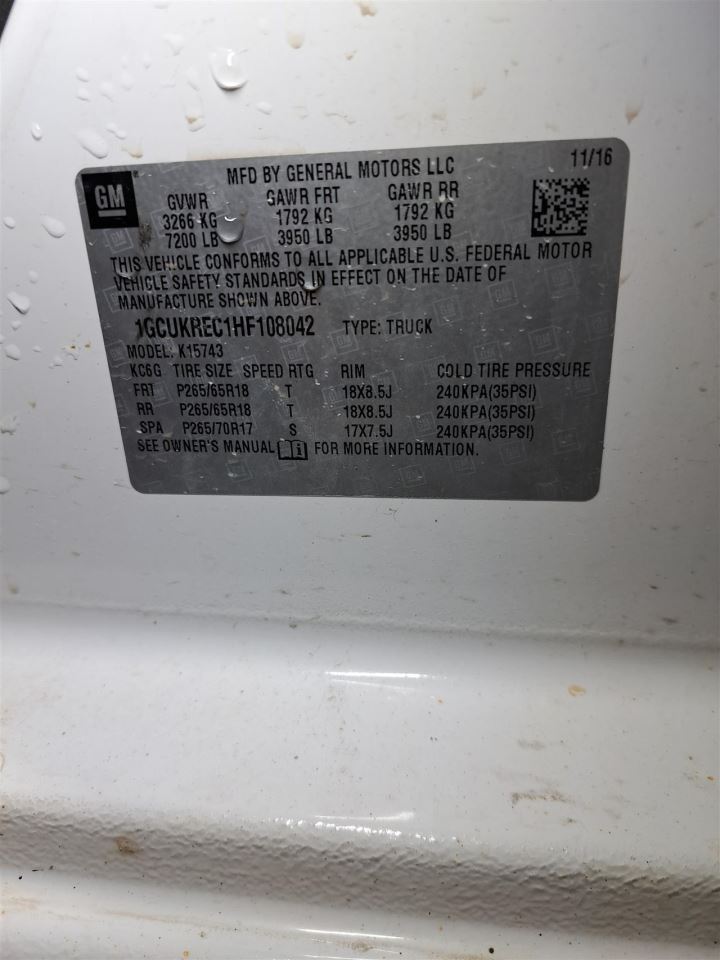 GM
MFD BY GENERAL MOTORS LLC 11/16
GVWR GAWR FRT GAWR RR
3266 KG 1792 KG 1792 KG
7200 LB 3950 LB 3950 LB
THIS VEHICLE CONFORMS TO ALL APPLICABLE U.S. FEDERAL MOTOR
VEHICLE SAFETY STANDARDS IN EFFECT ON THE DATE OF
MANUFACTURE SHOWN ABOVE.
1GCUKREC1HF108042 TYPE: TRUCK
MODEL: K15743
KC6G TIRE SIZE SPEED RTG RIM COLD TIRE PRESSURE
FRT P265/65R18 T 18X8.5J 240KPA(35PSI)
RR P265/65R18 T 18X8.5J 240KPA(35PSI)
SPA P265/70R17 S 17X7.5J 240KPA(35PSI)
SEE OWNER'S MANUAL FOR MORE INFORMATION.